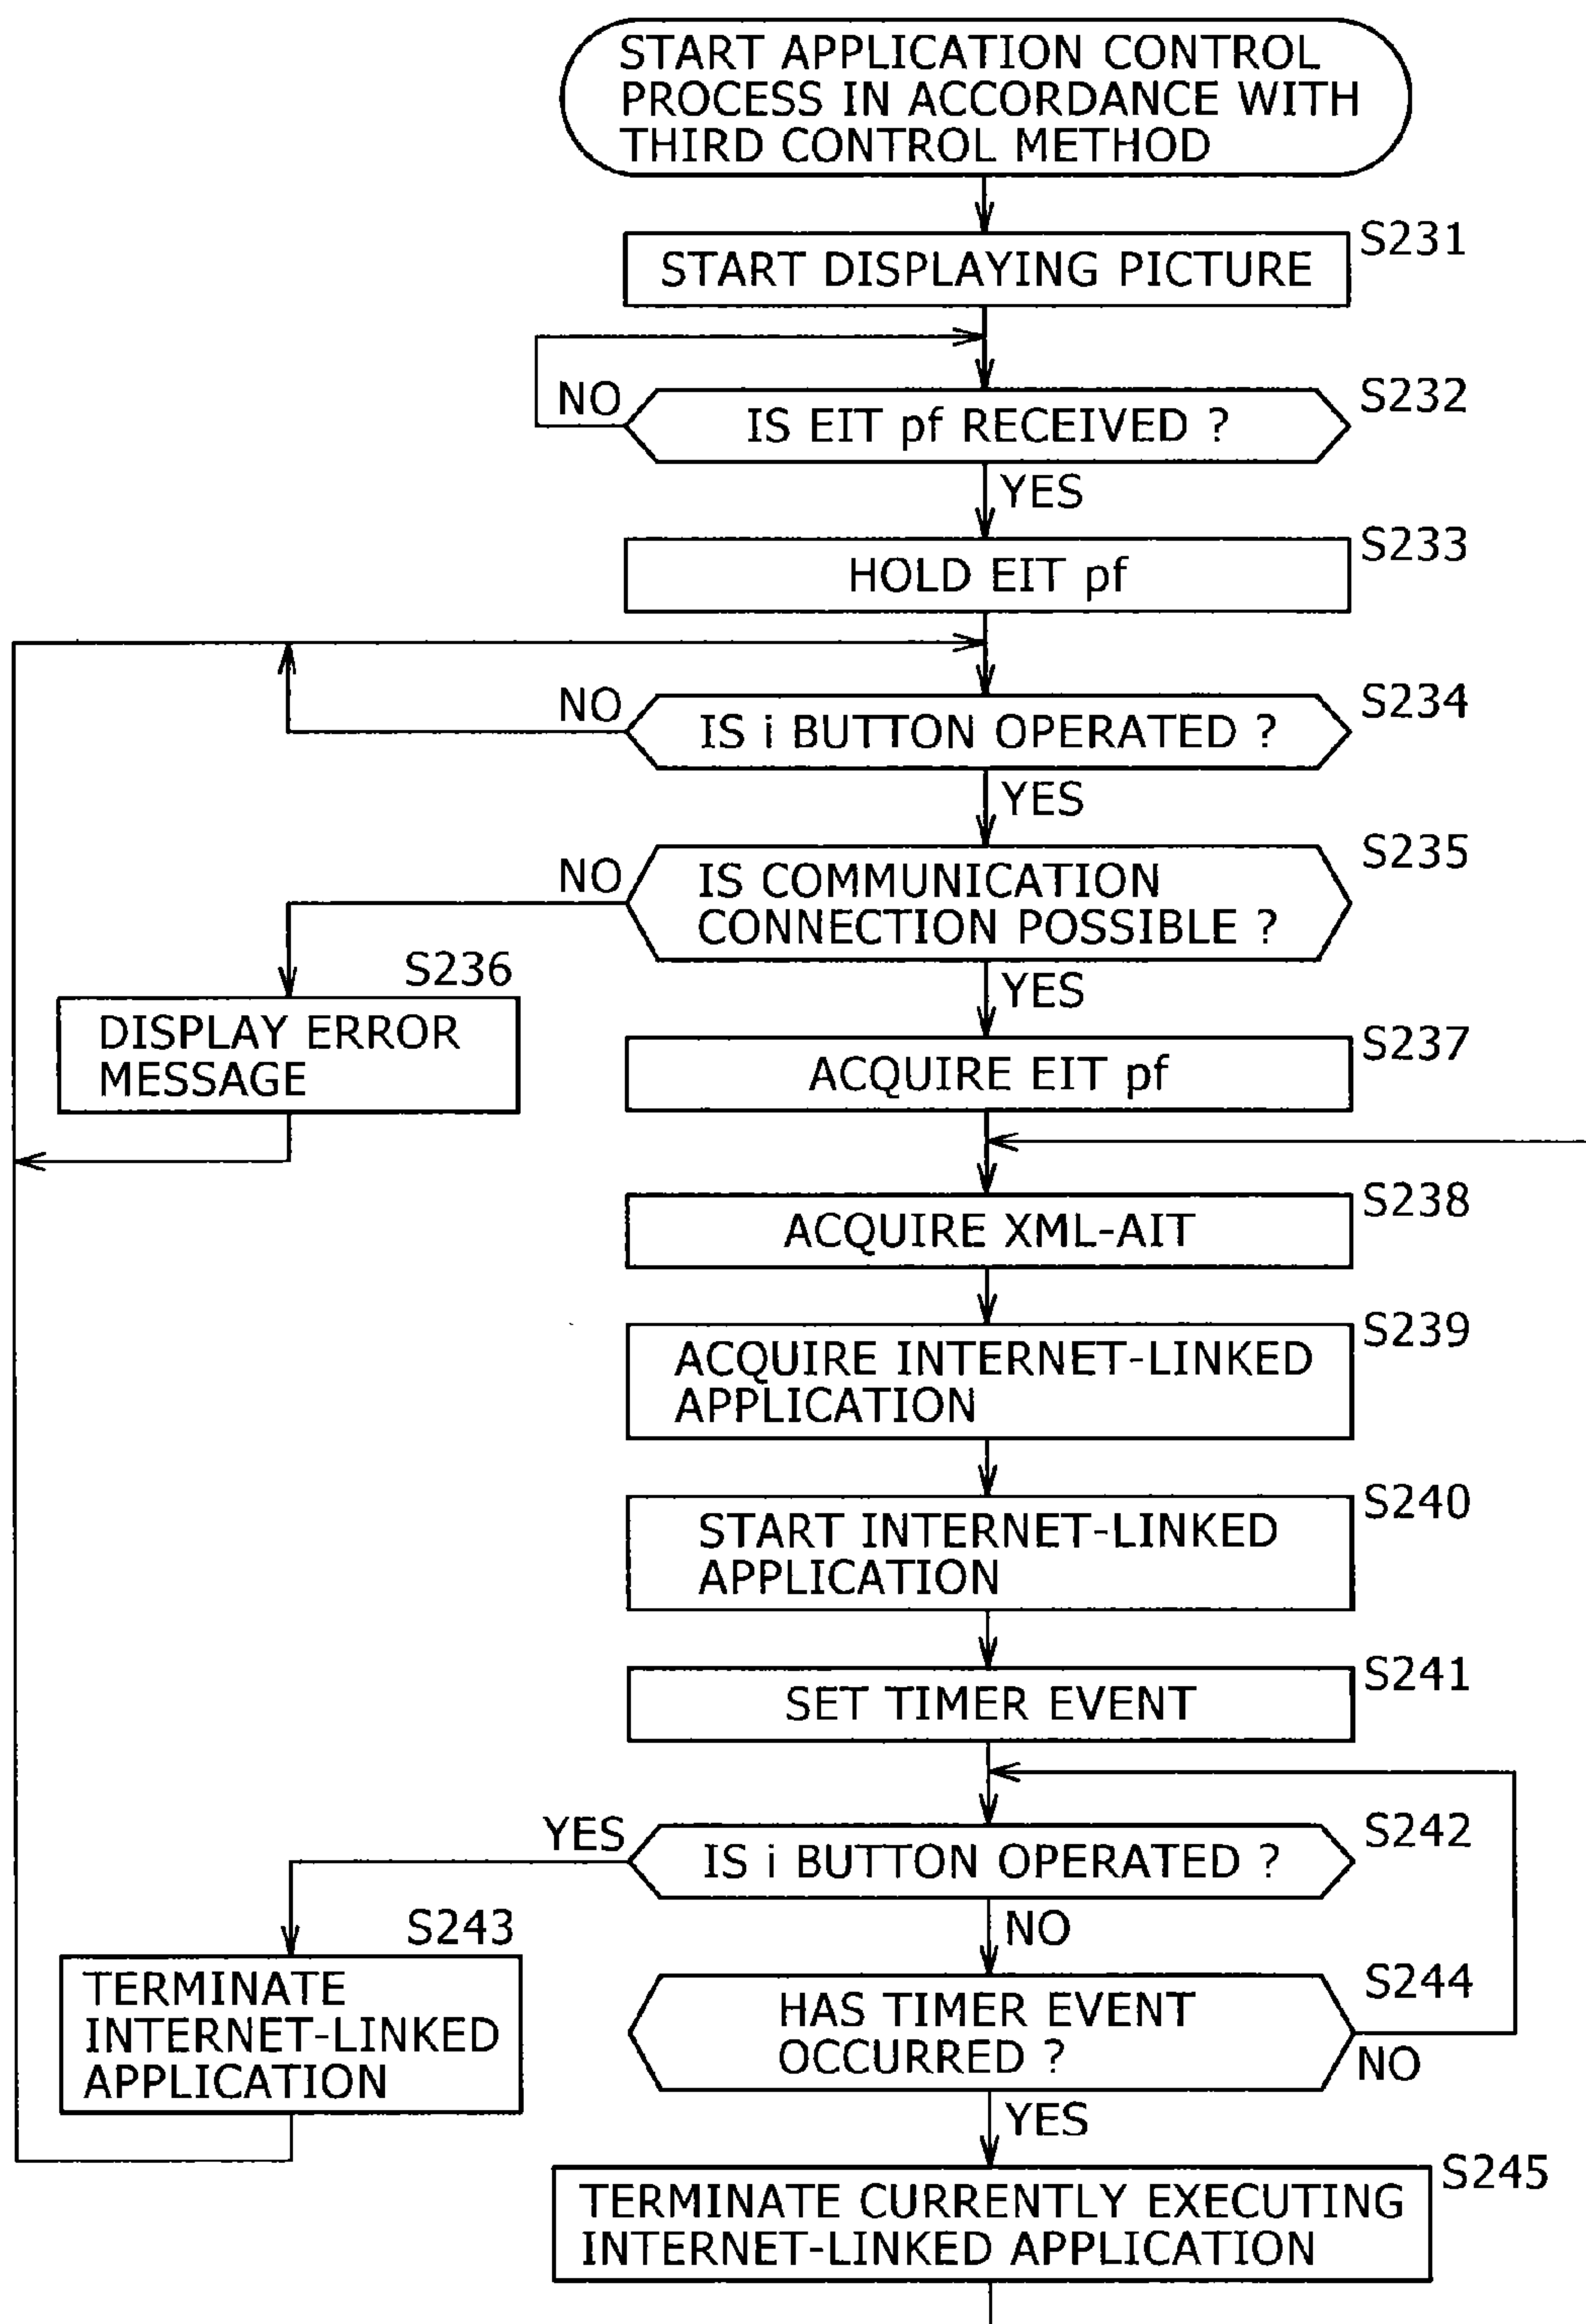 START APPLICATION CONTROL
PROCESS IN ACCORDANCE WITH
THIRD CONTROL METHOD
S231
START DISPLAYING PICTURE
S232
NO
IS EIT pf RECEIVED ?
YES
S233
HOLD EIT pf
S234
NO
IS i BUTTON OPERATED ?
YES
S235
NO
IS COMMUNICATION
CONNECTION POSSIBLE ?
S236
YES
DISPLAY ERROR
MESSAGE
S237
ACQUIRE EIT pf
S238
ACQUIRE XML-AIT
S239
ACQUIRE INTERNET-LINKED
APPLICATION
S240
START INTERNET-LINKED
APPLICATION
S241
SET TIMER EVENT
S242
YES
IS i BUTTON OPERATED ?
S243
NO
TERMINATE
INTERNET-LINKED
APPLICATION
S244
HAS TIMER EVENT
OCCURRED ?
NO
YES
S245
TERMINATE CURRENTLY EXECUTING
INTERNET-LINKED APPLICATION